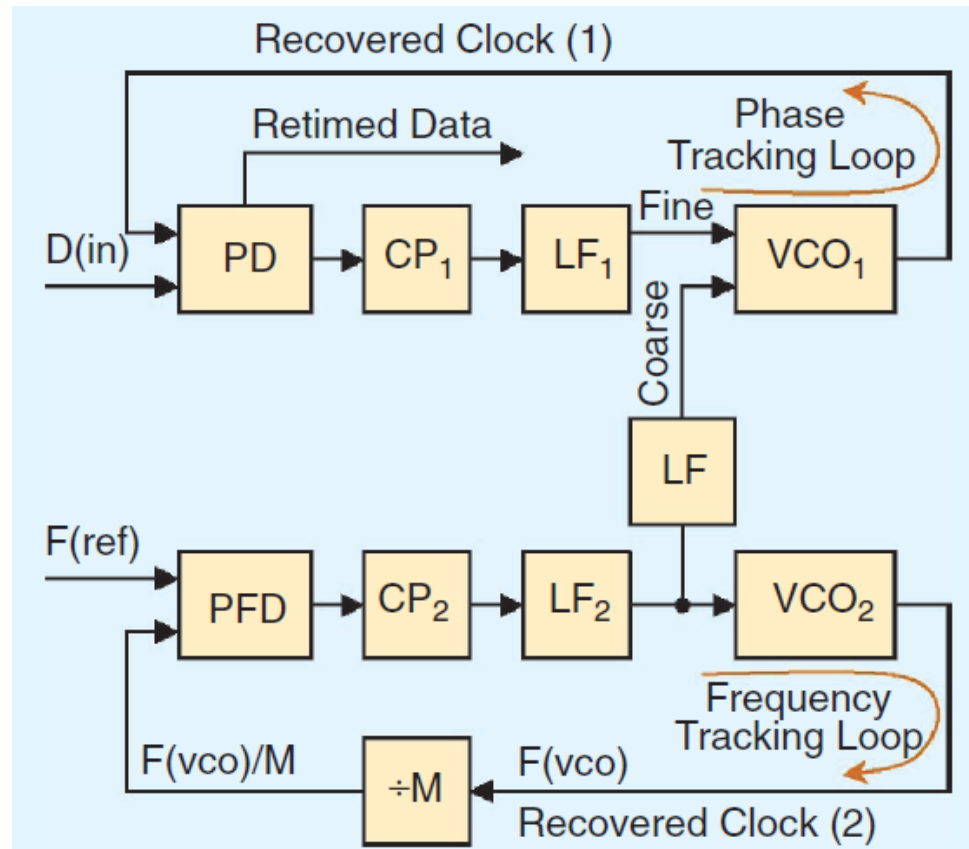 Recovered Clock (1)
Retimed Data
Phase
Tracking Loop
D(in)
PD
CP₁
LF₁
Fine
VCO₁
Coarse
LF
F(ref)
PFD
CP₂
LF₂
VCO₂
Frequency
Tracking Loop
F(vco)/M
÷M
F(vco)
Recovered Clock (2)